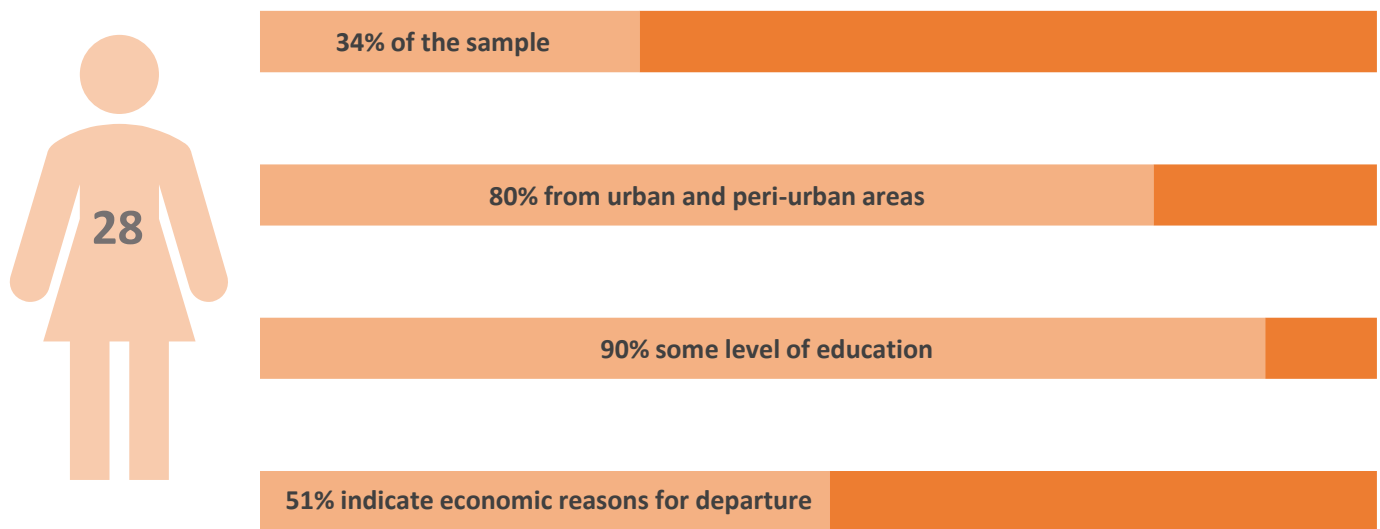 34% of the sample
80% from urban and peri-urban areas
28
90% some level of education
51% indicate economic reasons for departure